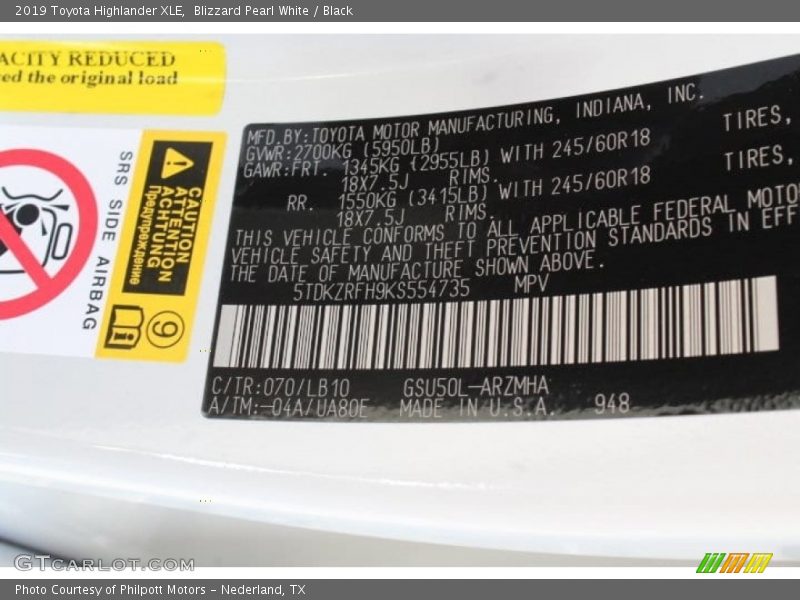 2019 Toyota Highlander XLE, Blizzard Pearl White / Black
ACITY REDUCED
ed the original load
SRS SIDE AIRBAG
CAUTION
ATTENTION
ACHTUNG
Предупреждение
9
MFD.BY:TOYOTA MOTOR MANUFACTURING, INDIANA, INC.
GVWR:2700KG (5950LB)
GAWR:FRT. 1345KG (2955LB) WITH 245/60R18 TIRES,
18X7.5J RIMS.
RR. 1550KG (3415LB) WITH 245/60R18 TIRES,
18X7.5J RIMS.
THIS VEHICLE CONFORMS TO ALL APPLICABLE FEDERAL MOTO
VEHICLE SAFETY AND THEFT PREVENTION STANDARDS IN EFF
THE DATE OF MANUFACTURE SHOWN ABOVE.
5TDKZRFH9KS554735 MPV
C/TR:070/LB10 GSU50L-ARZMHA
A/TM:-04A/UA80E MADE IN U.S.A. 948
GTCARLOT.COM
Photo Courtesy of Philpott Motors - Nederland, TX